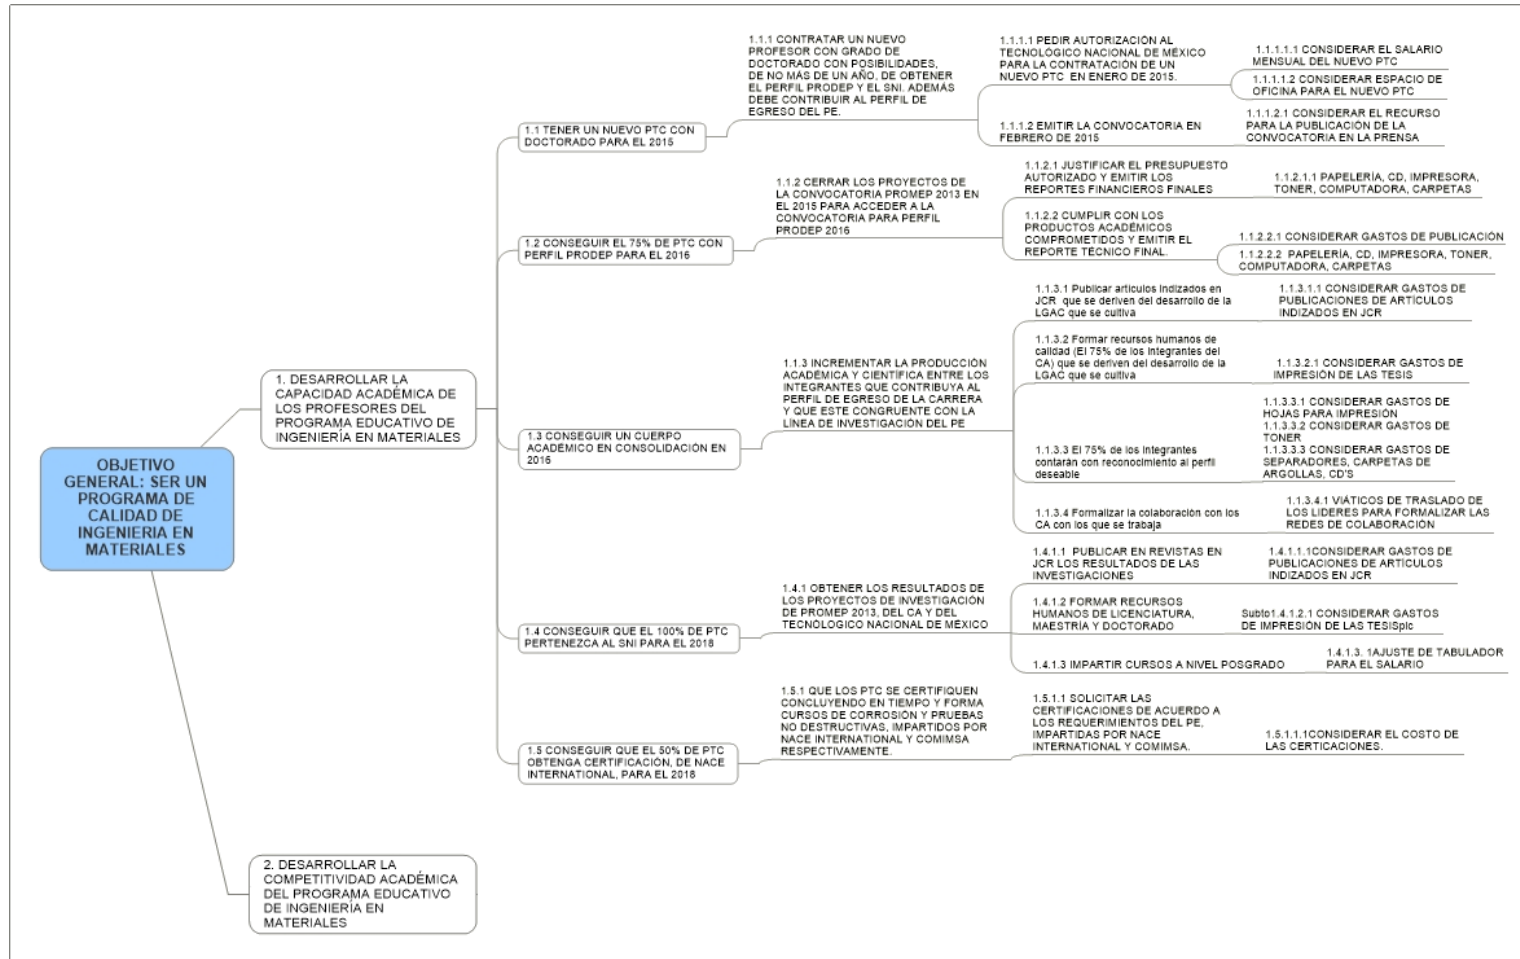 OBJETIVO
GENERAL: SER UN
PROGRAMA DE
CALIDAD DE
INGENIERIA EN
MATERIALES
1. DESARROLLAR LA
CAPACIDAD ACADÉMICA DE
LOS PROFESORES DEL
PROGRAMA EDUCATIVO DE
INGENIERÍA EN MATERIALES
1.1 TENER UN NUEVO PTC CON
DOCTORADO PARA EL 2015
1.1.1 CONTRATAR UN NUEVO
PROFESOR CON GRADO DE
DOCTORADO CON POSIBILIDADES,
DE NO MÁS DE UN AÑO, DE OBTENER
EL PERFIL PRODEP Y EL SNI. ADEMÁS
DEBE CONTRIBUIR AL PERFIL DE
EGRESO DEL PE.
1.1.1.1 PEDIR AUTORIZACIÓN AL
TECNOLÓGICO NACIONAL DE MÉXICO
PARA LA CONTRATACIÓN DE UN
NUEVO PTC EN ENERO DE 2015.
1.1.1.1.1 CONSIDERAR EL SALARIO
MENSUAL DEL NUEVO PTC
1.1.1.1.2 CONSIDERAR ESPACIO DE
OFICINA PARA EL NUEVO PTC
1.1.1.2 EMITIR LA CONVOCATORIA EN
FEBRERO DE 2015
1.1.1.2.1 CONSIDERAR EL RECURSO
PARA LA PUBLICACIÓN DE LA
CONVOCATORIA EN LA PRENSA
1.2 CONSEGUIR EL 75% DE PTC CON
PERFIL PRODEP PARA EL 2016
1.1.2 CERRAR LOS PROYECTOS DE
LA CONVOCATORIA PROMEP 2013 EN
EL 2015 PARA ACCEDER A LA
CONVOCATORIA PARA PERFIL
PRODEP 2016
1.1.2.1 JUSTIFICAR EL PRESUPUESTO
AUTORIZADO Y EMITIR LOS
REPORTES FINANCIEROS FINALES
1.1.2.1.1 PAPELERÍA, CD, IMPRESORA,
TONER, COMPUTADORA, CARPETAS
1.1.2.2 CUMPLIR CON LOS
PRODUCTOS ACADÉMICOS
COMPROMETIDOS Y EMITIR EL
REPORTE TÉCNICO FINAL.
1.1.2.2.1 CONSIDERAR GASTOS DE PUBLICACIÓN
1.1.2.2.2 PAPELERÍA, CD, IMPRESORA, TONER,
COMPUTADORA, CARPETAS
1.3 CONSEGUIR UN CUERPO
ACADÉMICO EN CONSOLIDACIÓN EN
2016
1.1.3 INCREMENTAR LA PRODUCCIÓN
ACADÉMICA Y CIENTÍFICA ENTRE LOS
INTEGRANTES QUE CONTRIBUYA AL
PERFIL DE EGRESO DE LA CARRERA
Y QUE ESTE CONGRUENTE CON LA
LÍNEA DE INVESTIGACIÓN DEL PE
1.1.3.1 Publicar artículos indizados en
JCR que se deriven del desarrollo de la
LGAC que se cultiva
1.1.3.1.1 CONSIDERAR GASTOS DE
PUBLICACIONES DE ARTÍCULOS
INDIZADOS EN JCR
1.1.3.2 Formar recursos humanos de
calidad (El 75% de los integrantes del
CA) que se deriven del desarrollo de la
LGAC que se cultiva
1.1.3.2.1 CONSIDERAR GASTOS DE
IMPRESIÓN DE LAS TESIS
1.1.3.3 El 75% de los integrantes
contarán con reconocimiento al perfil
deseable
1.1.3.3.1 CONSIDERAR GASTOS DE
HOJAS PARA IMPRESIÓN
1.1.3.3.2 CONSIDERAR GASTOS DE
TONER
1.1.3.3.3 CONSIDERAR GASTOS DE
SEPARADORES, CARPETAS DE
ARGOLLAS, CD'S
1.1.3.4 Formalizar la colaboración con los
CA con los que se trabaja
1.1.3.4.1 VIÁTICOS DE TRASLADO DE
LOS LIDERES PARA FORMALIZAR LAS
REDES DE COLABORACIÓN
1.4 CONSEGUIR QUE EL 100% DE PTC
PERTENEZCA AL SNI PARA EL 2018
1.4.1 OBTENER LOS RESULTADOS DE
LOS PROYECTOS DE INVESTIGACIÓN
DE PROMEP 2013, DEL CA Y DEL
TECNÓLOGICO NACIONAL DE MÉXICO
1.4.1.1 PUBLICAR EN REVISTAS EN
JCR LOS RESULTADOS DE LAS
INVESTIGACIONES
1.4.1.1.1CONSIDERAR GASTOS DE
PUBLICACIONES DE ARTÍCULOS
INDIZADOS EN JCR
1.4.1.2 FORMAR RECURSOS
HUMANOS DE LICENCIATURA,
MAESTRÍA Y DOCTORADO
Subto1.4.1.2.1 CONSIDERAR GASTOS
DE IMPRESIÓN DE LAS TESISpic
1.4.1.3 IMPARTIR CURSOS A NIVEL POSGRADO
1.4.1.3. 1AJUSTE DE TABULADOR
PARA EL SALARIO
1.5 CONSEGUIR QUE EL 50% DE PTC
OBTENGA CERTIFICACIÓN, DE NACE
INTERNATIONAL, PARA EL 2018
1.5.1 QUE LOS PTC SE CERTIFIQUEN
CONCLUYENDO EN TIEMPO Y FORMA
CURSOS DE CORROSIÓN Y PRUEBAS
NO DESTRUCTIVAS, IMPARTIDOS POR
NACE INTERNATIONAL Y COMIMSA
RESPECTIVAMENTE.
1.5.1.1 SOLICITAR LAS
CERTIFICACIONES DE ACUERDO A
LOS REQUERIMIENTOS DEL PE,
IMPARTIDAS POR NACE
INTERNATIONAL Y COMIMSA.
1.5.1.1.1CONSIDERAR EL COSTO DE
LAS CERTICACIONES.
2. DESARROLLAR LA
COMPETITIVIDAD ACADÉMICA
DEL PROGRAMA EDUCATIVO
DE INGENIERÍA EN
MATERIALES